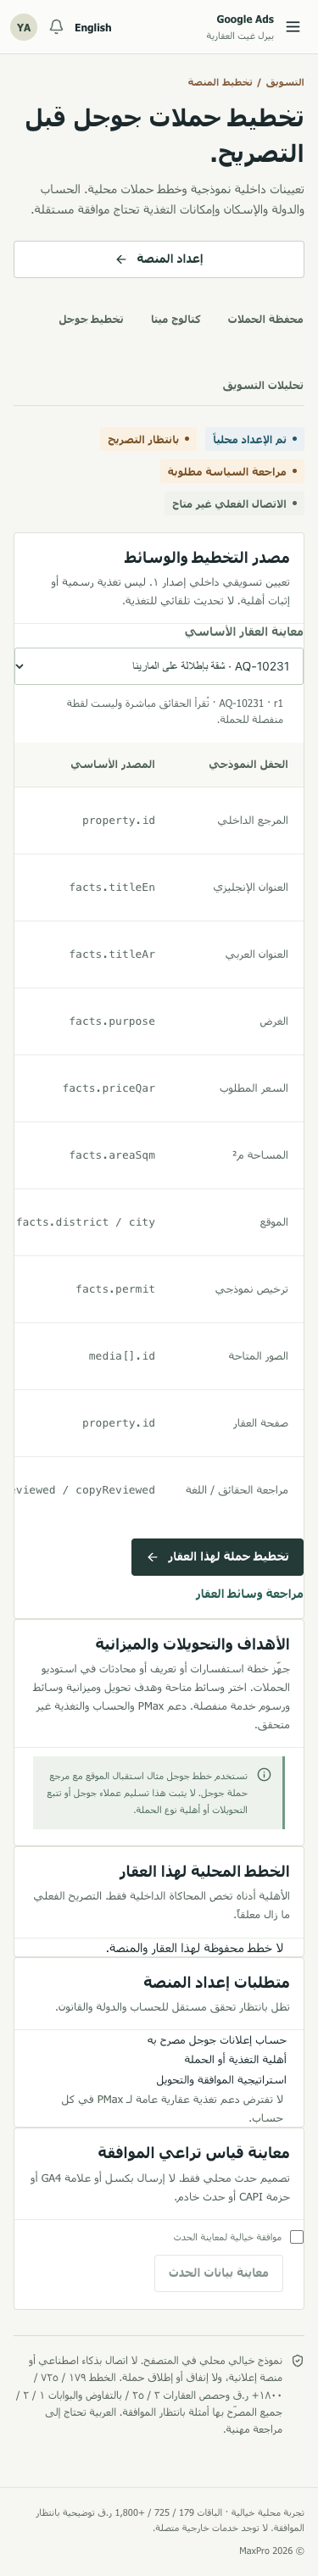 Google Ads
بيرل غيت العقارية
English
YA
التسويق / تخطيط المنصة
تخطيط حملات جوجل قبل
التصريح.
تعيينات داخلية نموذجية وخطط حملات محلية. الحساب
والدولة والإسكان وإمكانات التغذية تحتاج موافقة مستقلة.
إعداد المنصة ←
محفظة الحملات
كتالوج ميتا
تخطيط جوجل
تحليلات التسويق
• تم الإعداد محلياً
• بانتظار التصريح
• مراجعة السياسة مطلوبة
• الاتصال الفعلي غير متاح
مصدر التخطيط والوسائط
تعيين تسويقي داخلي إصدار ١. ليس تغذية رسمية أو
إثبات أهلية. لا تحديث تلقائي للتغذية.
معاينة العقار الأساسي
AQ-10231 · شقة بإطلالة على المارينا
AQ-10231 · r1 · تُقرأ الحقائق مباشرة وليست لقطة
منفصلة للحملة.
الحقل النموذجي
المصدر الأساسي
المرجع الداخلي
property.id
العنوان الإنجليزي
facts.titleEn
العنوان العربي
facts.titleAr
الغرض
facts.purpose
السعر المطلوب
facts.priceQar
المساحة م²
facts.areaSqm
الموقع
facts.district / city
ترخيص نموذجي
facts.permit
الصور المتاحة
media[].id
صفحة العقار
property.id
مراجعة الحقائق / اللغة
viewed / copyReviewed
تخطيط حملة لهذا العقار ←
مراجعة وسائط العقار
الأهداف والتحويلات والميزانية
جهّز خطة استفسارات أو تعريف أو محادثات في استوديو
الحملات. اختر وسائط متاحة وهدف تحويل وميزانية وسائط
ورسوم خدمة منفصلة. دعم PMax والحساب والتغذية غير
متحقق.
تستخدم خطط جوجل مثال استقبال الموقع مع مرجع
حملة جوجل. لا يثبت هذا تسليم عملاء جوجل أو تتبع
التحويلات أو أهلية نوع الحملة.
الخطط المحلية لهذا العقار
الأهلية أدناه تخص المحاكاة الداخلية فقط. التصريح الفعلي
ما زال معلقاً.
لا خطط محفوظة لهذا العقار والمنصة.
متطلبات إعداد المنصة
تظل بانتظار تحقق مستقل للحساب والدولة والقانون.
حساب إعلانات جوجل مصرح به
أهلية التغذية أو الحملة
استراتيجية الموافقة والتحويل
لا تفترض دعم تغذية عقارية عامة لـ PMax في كل
حساب.
معاينة قياس تراعي الموافقة
تصميم حدث محلي فقط. لا إرسال بكسل أو علامة GA4 أو
حزمة CAPI أو حدث خادم.
موافقة خيالية لمعاينة الحدث
معاينة بيانات الحدث
نموذج خيالي محلي في المتصفح. لا اتصال بذكاء اصطناعي أو
منصة إعلانية، ولا إنفاق أو إطلاق حملة. الخطط ١٧٩ / ٧٢٥ /
١٨٠٠+ ر.ق وحصص العقارات ٣ / ٢٥ / بالتفاوض والبوابات ١ / ٢ /
جميع المصرّح بها أمثلة بانتظار الموافقة. العربية تحتاج إلى
مراجعة مهنية.
تجربة محلية خيالية · الباقات 179 / 725 / +1,800 ر.ق توضيحية بانتظار
الموافقة. لا توجد خدمات خارجية متصلة.
© 2026 MaxPro